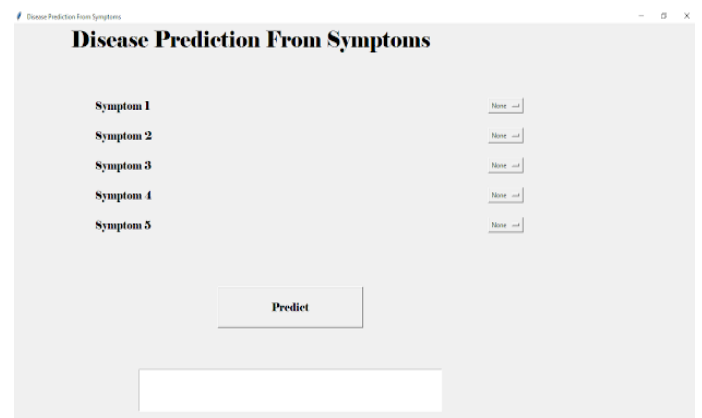 Disease Prediction From Symptoms
Disease Prediction From Symptoms
Symptom 1 None
Symptom 2 None
Symptom 3 None
Symptom 4 None
Symptom 5 None
Predict